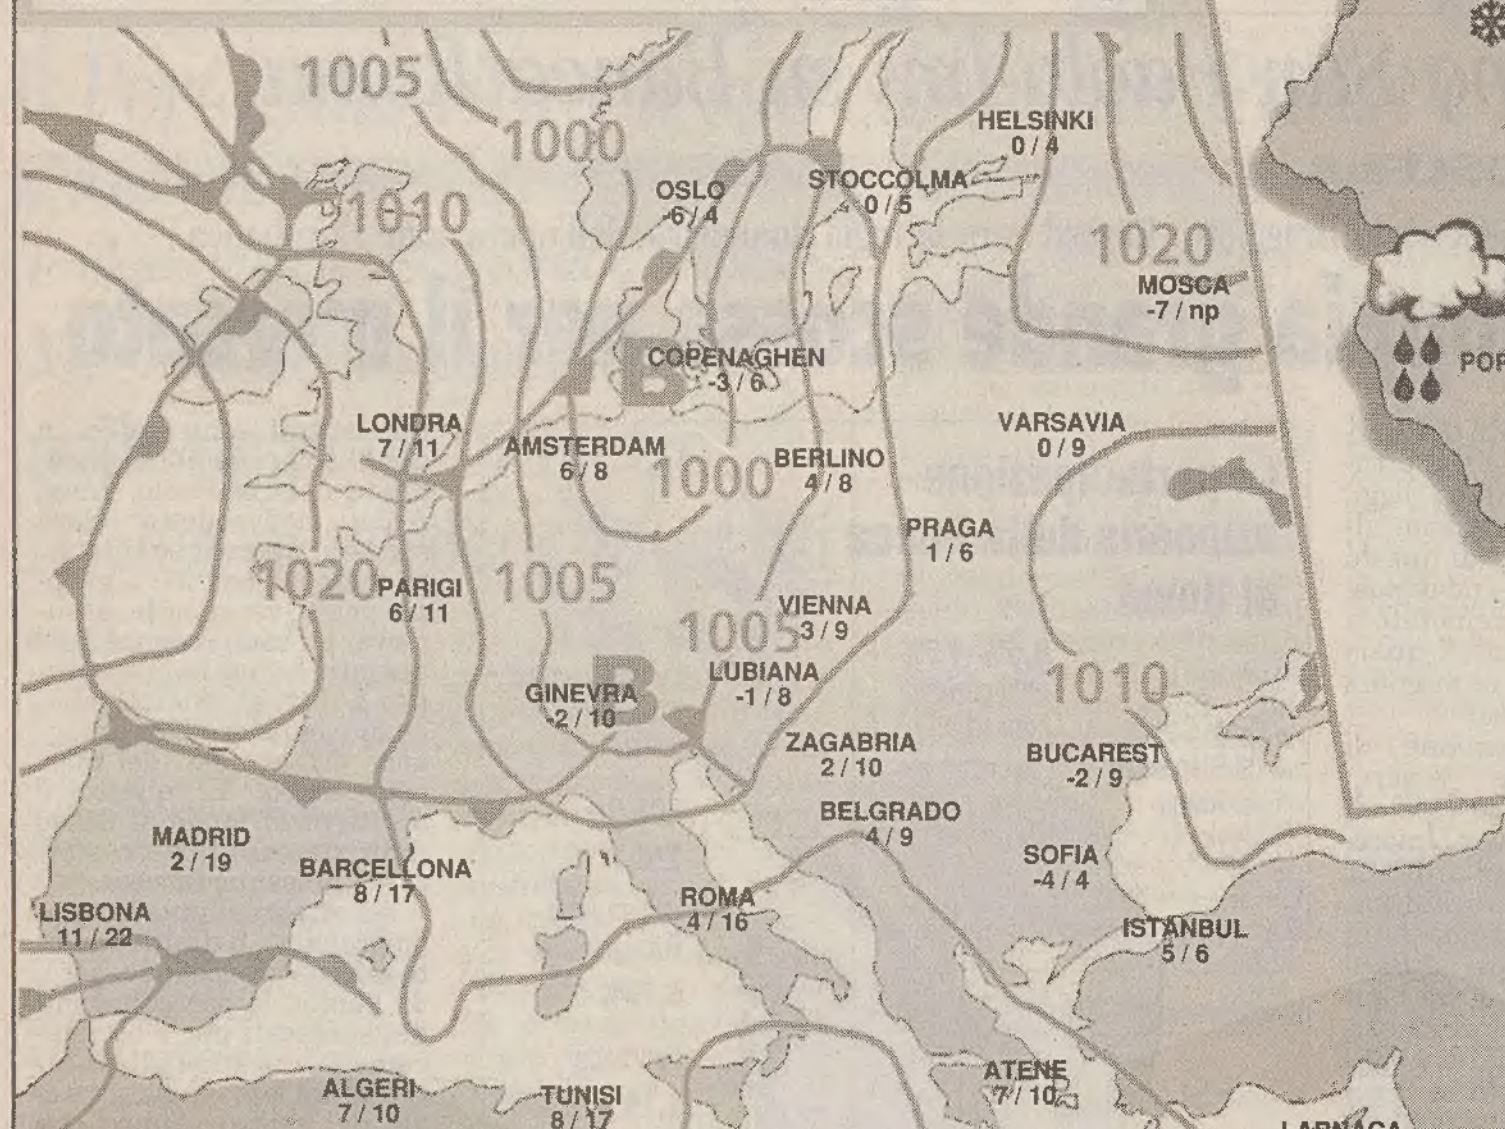 1005
1000
HELSINKI
0 / 4
OSLO
-6 / 4
STOCCOLMA
0 / 5
1010
1020
MOSCA
-7 / np
COPENAGHEN
-3 / 6
B
LONDRA
7 / 11
AMSTERDAM
6 / 8
1000
BERLINO
4 / 8
VARSAVIA
0 / 9
PRAGA
1 / 6
1020
PARIGI
6 / 11
1005
1005
VIENNA
3 / 9
LUBIANA
-1 / 8
B
GINEVRA
-2 / 10
1010
ZAGABRIA
2 / 10
BUCAREST
-2 / 9
BELGRADO
4 / 9
MADRID
2 / 19
BARCELLONA
8 / 17
SOFIA
-4 / 4
ROMA
4 / 16
LISBONA
11 / 22
ISTANBUL
5 / 6
ATENE
7 / 10
ALGERI
7 / 10
TUNISI
8 / 17